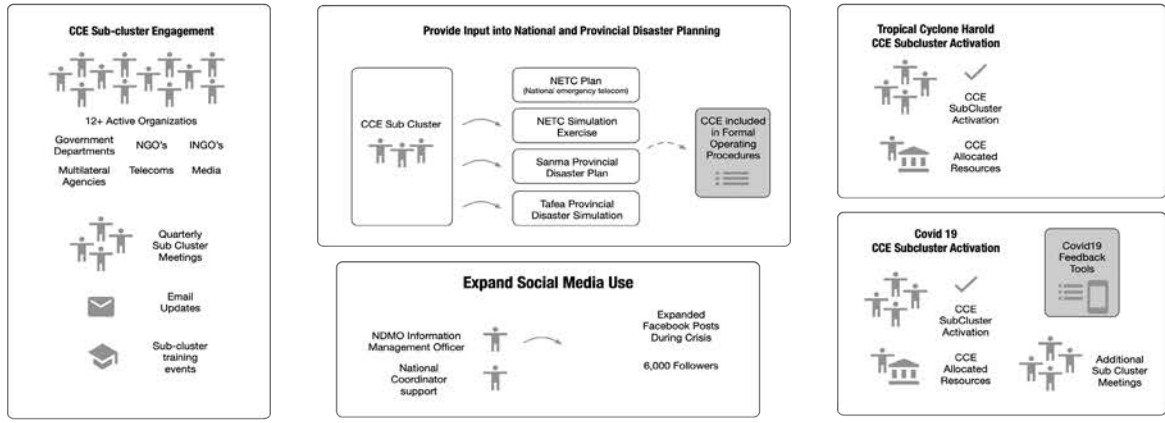 CCE Sub-cluster Engagement
12+ Active Organizatios
Government
Departments
NGO's
INGO's
Multilateral
Agencies
Telecoms
Media
Quarterly
Sub Cluster
Meetings
Email
Updates
Sub-cluster
training
events
Provide Input into National and Provincial Disaster Planning
CCE Sub Cluster
NETC Plan
(National emergency telecom)
NETC Simulation
Exercise
Sanma Provincial
Disaster Plan
Tafea Provincial
Disaster Simulation
CCE included
in Formal
Operating
Procedures
Expand Social Media Use
NDMO Information
Management Officer
National
Coordinator
support
Expanded
Facebook Posts
During Crisis
6,000 Followers
Tropical Cyclone Harold
CCE Subcluster Activation
CCE
SubCluster
Activation
CCE
Allocated
Resources
Covid 19
CCE Subcluster Activation
CCE
SubCluster
Activation
CCE
Allocated
Resources
Covid19
Feedback
Tools
Additional
Sub Cluster
Meetings